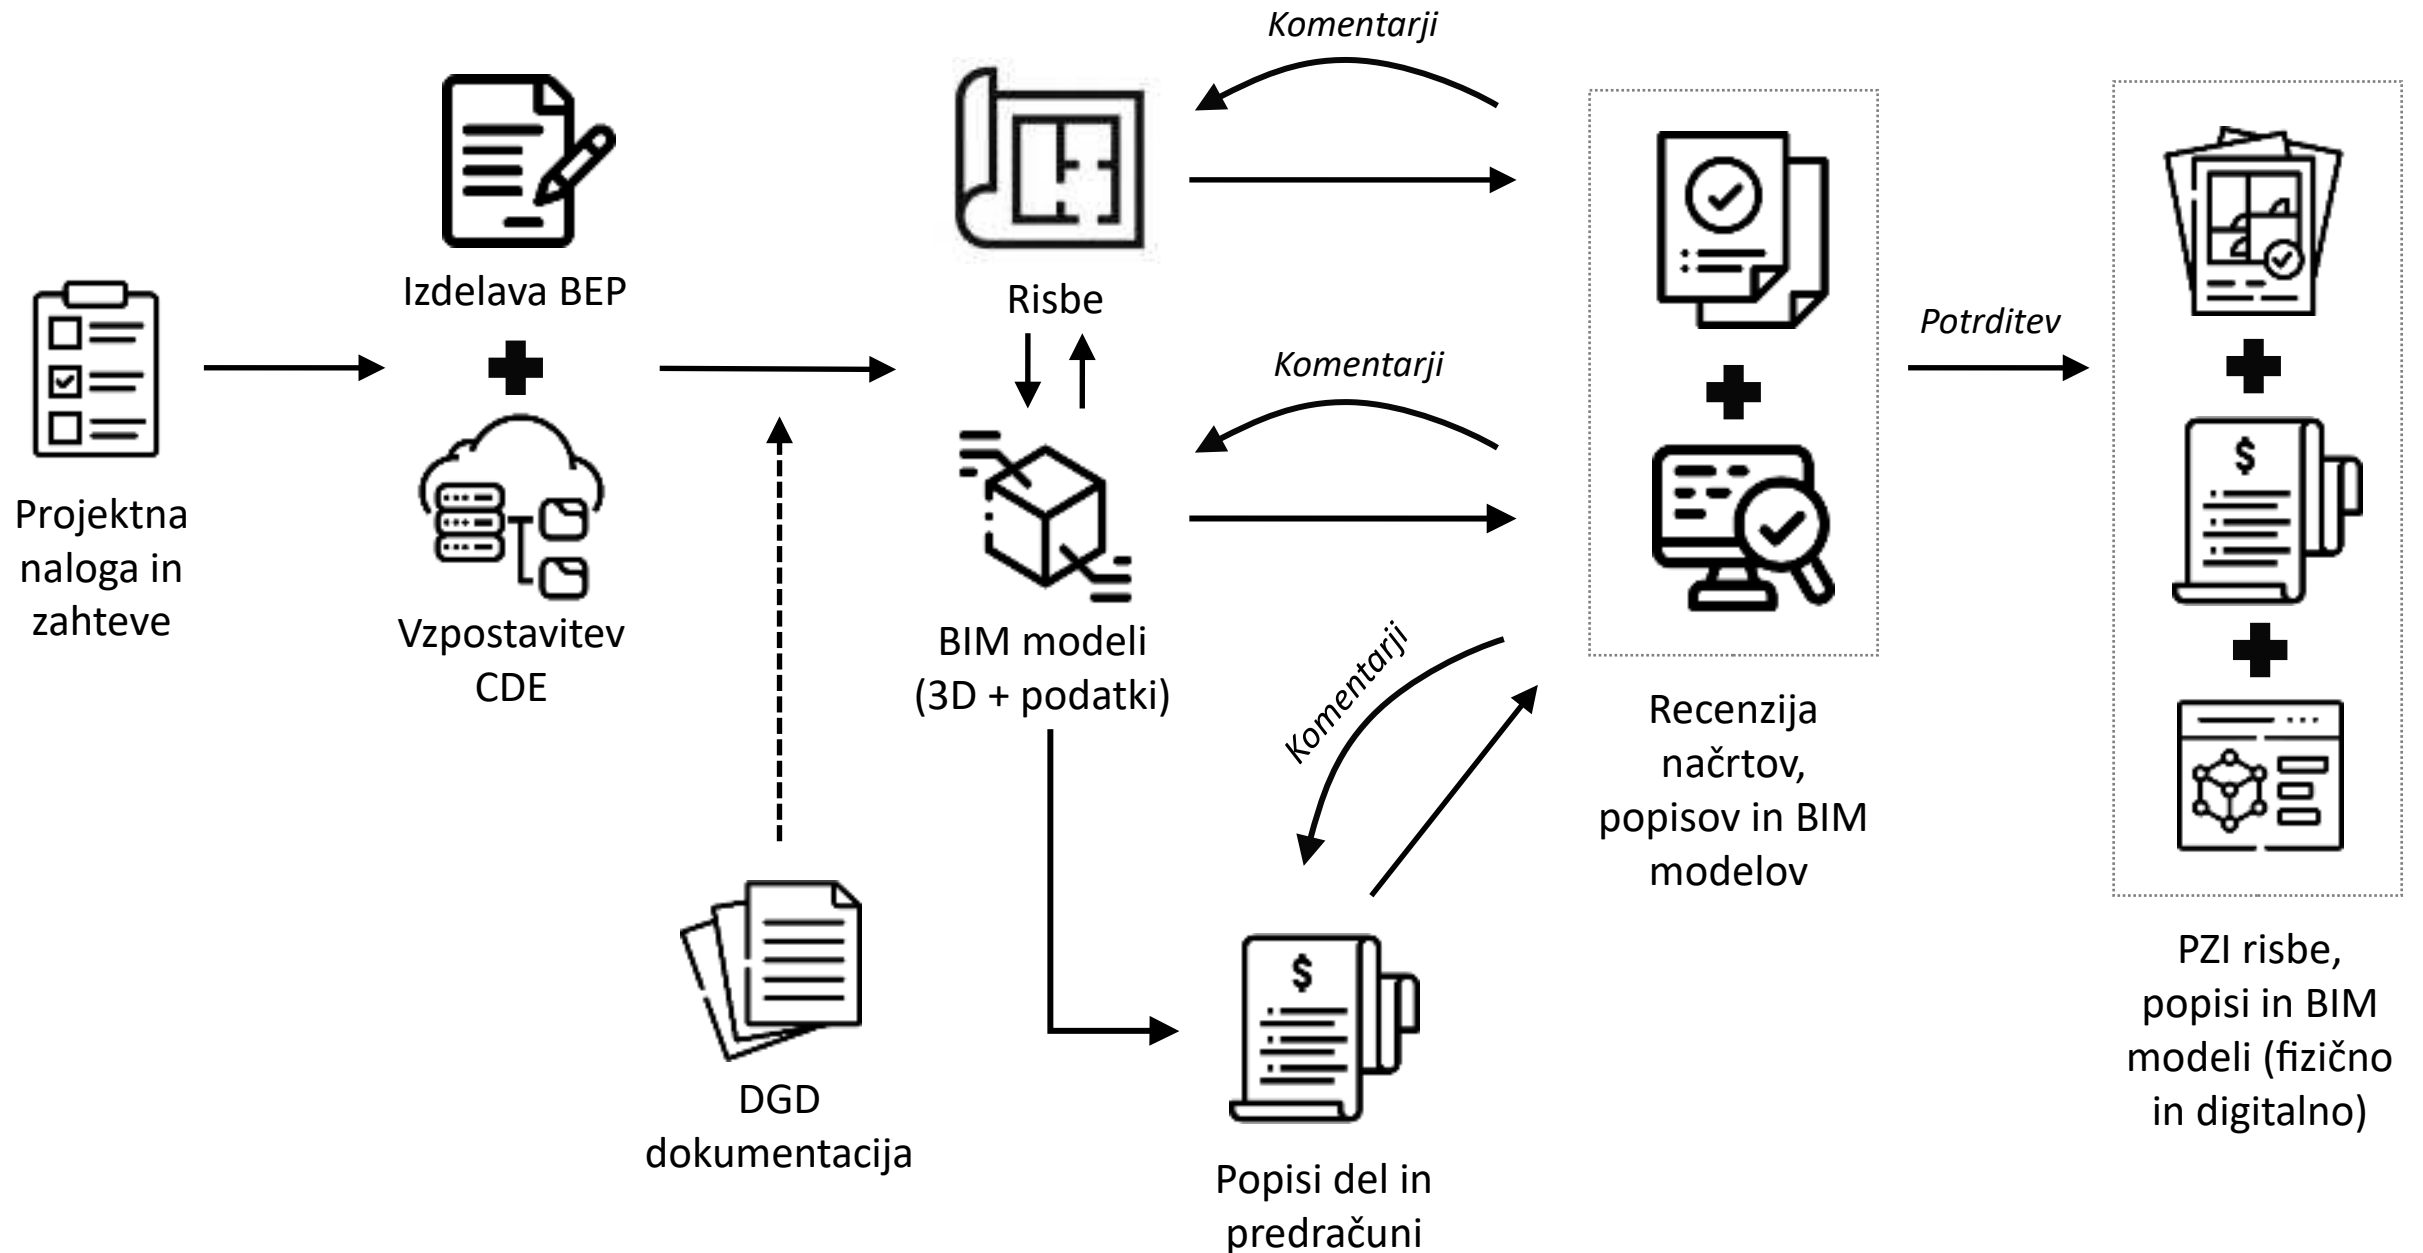 Projektna
naloga in
zahteve
Izdelava BEP
Vzpostavitev
CDE
DGD
dokumentacija
Risbe
BIM modeli
(3D + podatki)
Komentarji
Komentarji
Komentarji
$
Popisi del in
predračuni
Recenzija
načrtov,
popisov in BIM
modelov
Potrditev
$
PZI risbe,
popisi in BIM
modeli (fizično
in digitalno)